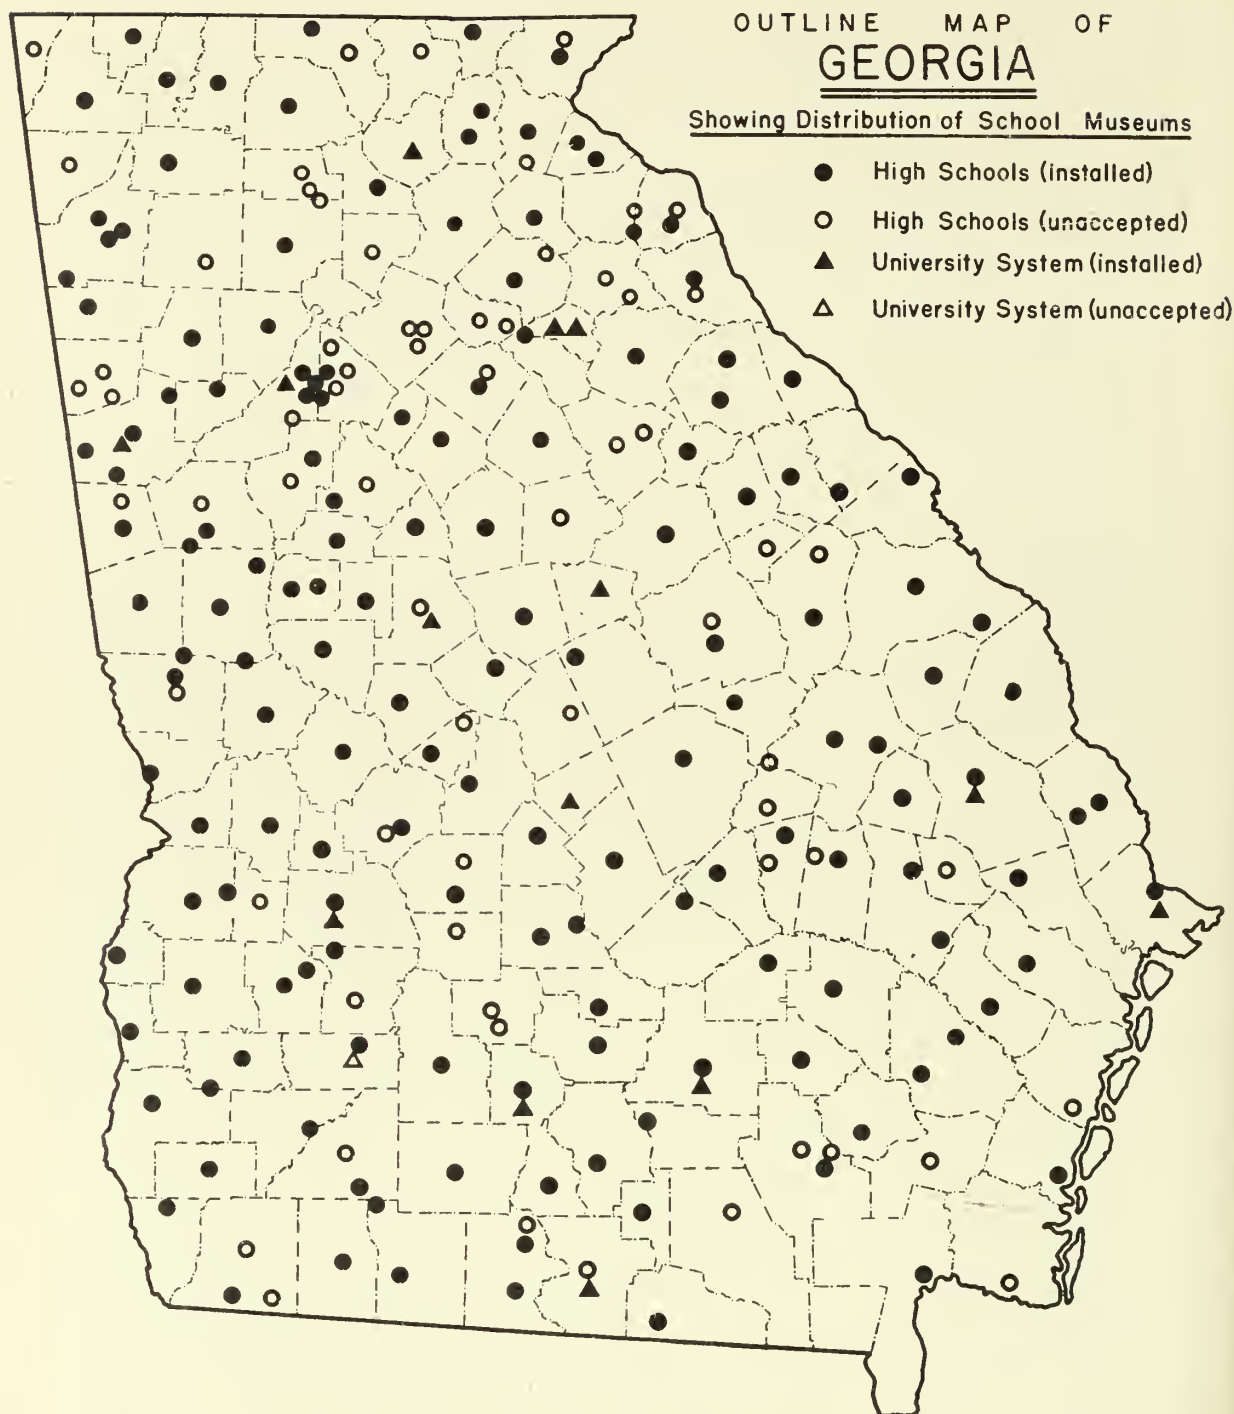 OUTLINE MAP OF
GEORGIA
Showing Distribution of School Museums
High Schools (installed)
High Schools (unaccepted)
University System (installed)
University System (unaccepted)